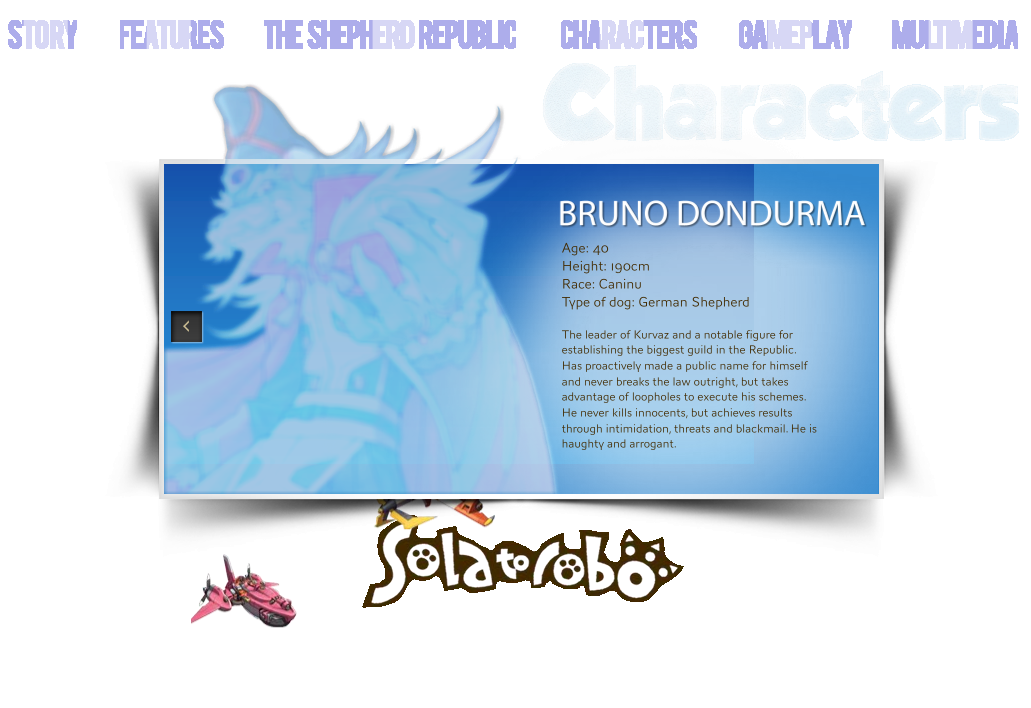 STORY FEATURES THE SHEPHERD REPUBLIC CHARACTERS GAMEPLAY MULTIMEDIA
Characters
BRUNO DONDURMA
Age: 40
Height: 190cm
Race: Caninu
Type of dog: German Shepherd
The leader of Kurvaz and a notable figure for
establishing the biggest guild in the Republic.
Has proactively made a public name for himself
and never breaks the law outright, but takes
advantage of loopholes to execute his schemes.
He never kills innocents, but achieves results
through intimidation, threats and blackmail. He is
haughty and arrogant.
Solatorobo